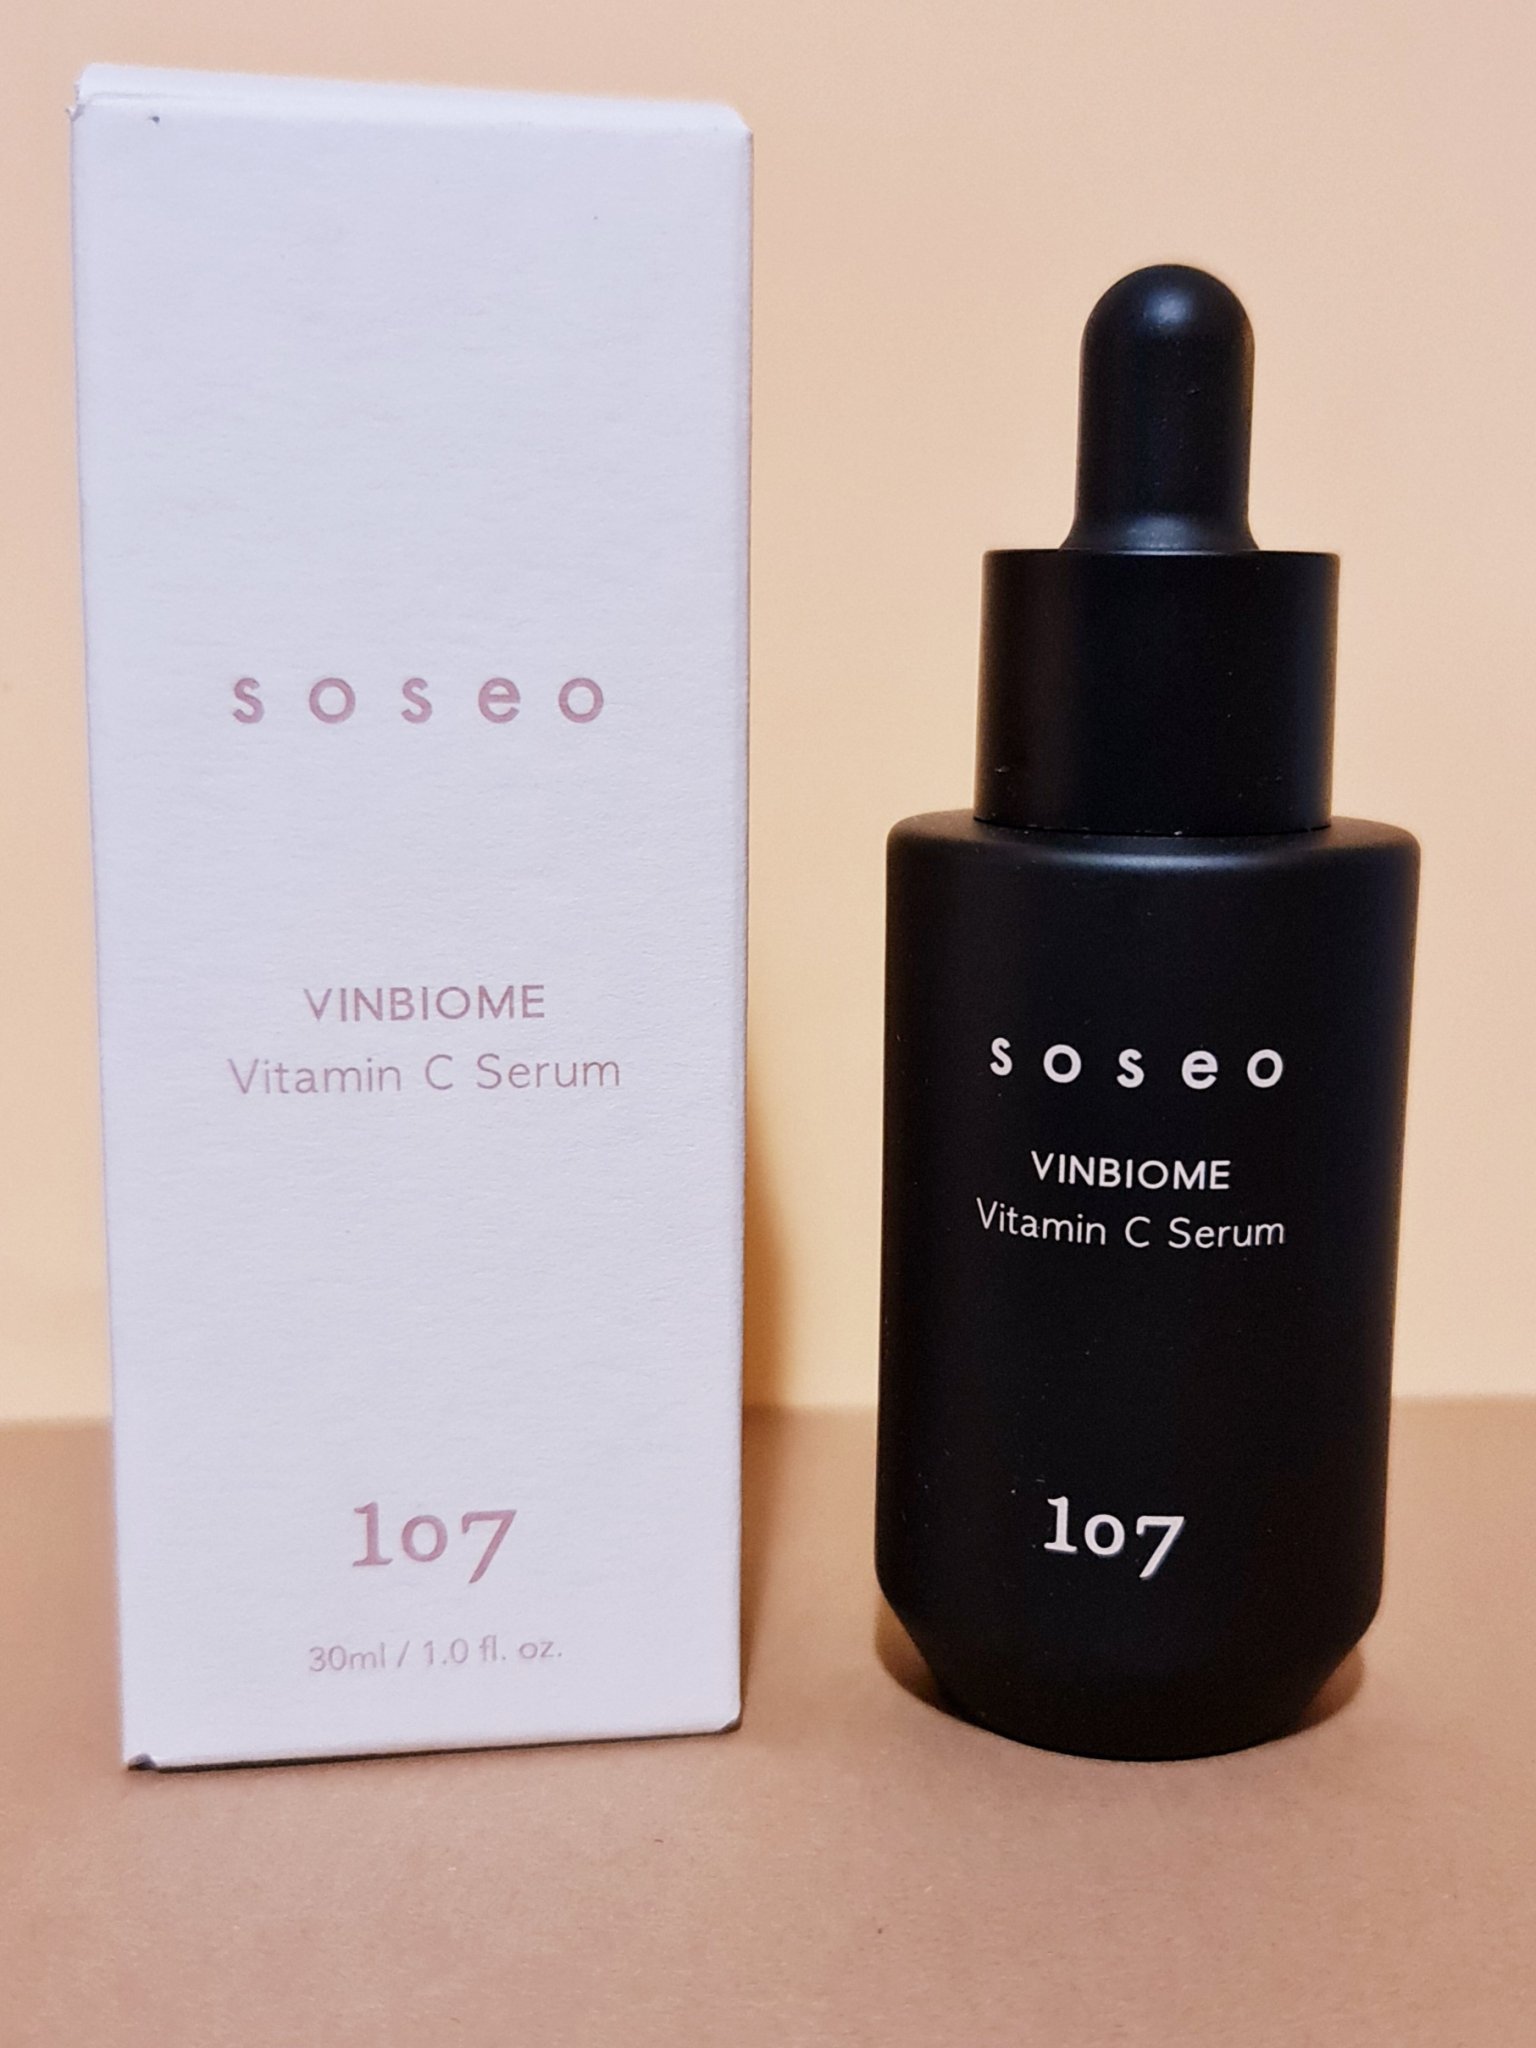 soseo
VINBIOME
Vitamin C Serum
107
30ml / 1.0 fl. oz.
soseo
VINBIOME
Vitamin C Serum
107